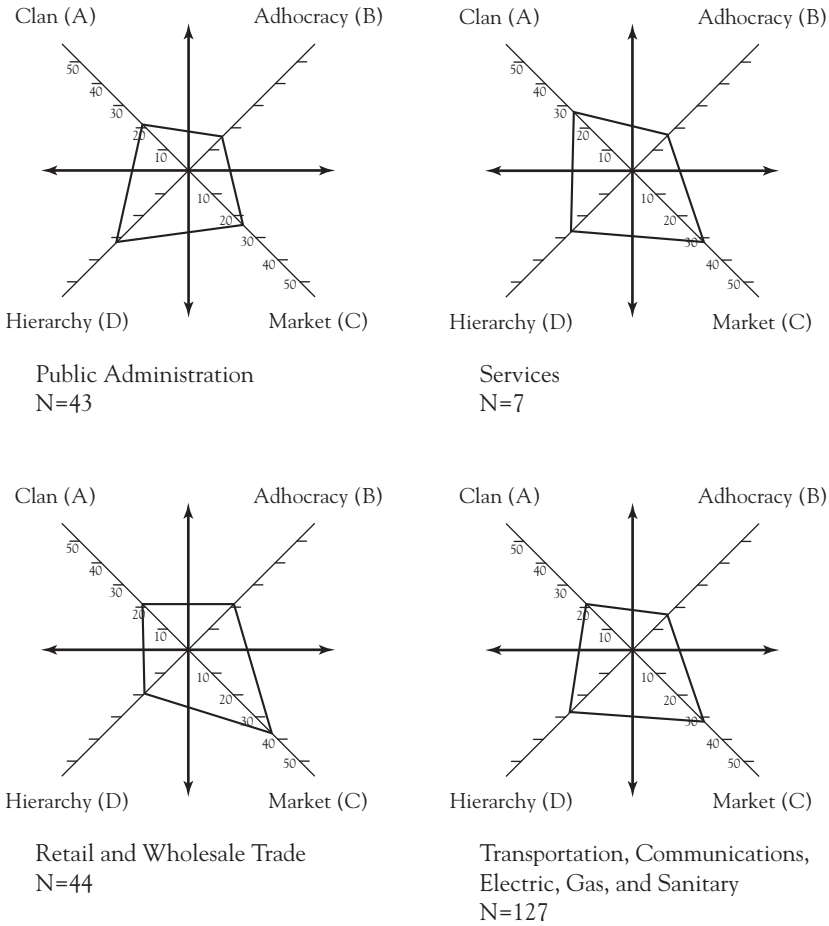 Clan (A)
Adhocracy (B)
50
40
30
20
10
10
20
30
40
50
Hierarchy (D)
Market (C)
Public Administration
N=43
Clan (A)
Adhocracy (B)
50
40
30
20
10
10
20
30
40
50
Hierarchy (D)
Market (C)
Services
N=7
Clan (A)
Adhocracy (B)
50
40
30
20
10
10
20
30
40
50
Hierarchy (D)
Market (C)
Retail and Wholesale Trade
N=44
Clan (A)
Adhocracy (B)
50
40
30
20
10
10
20
30
40
50
Hierarchy (D)
Market (C)
Transportation, Communications,
Electric, Gas, and Sanitary
N=127